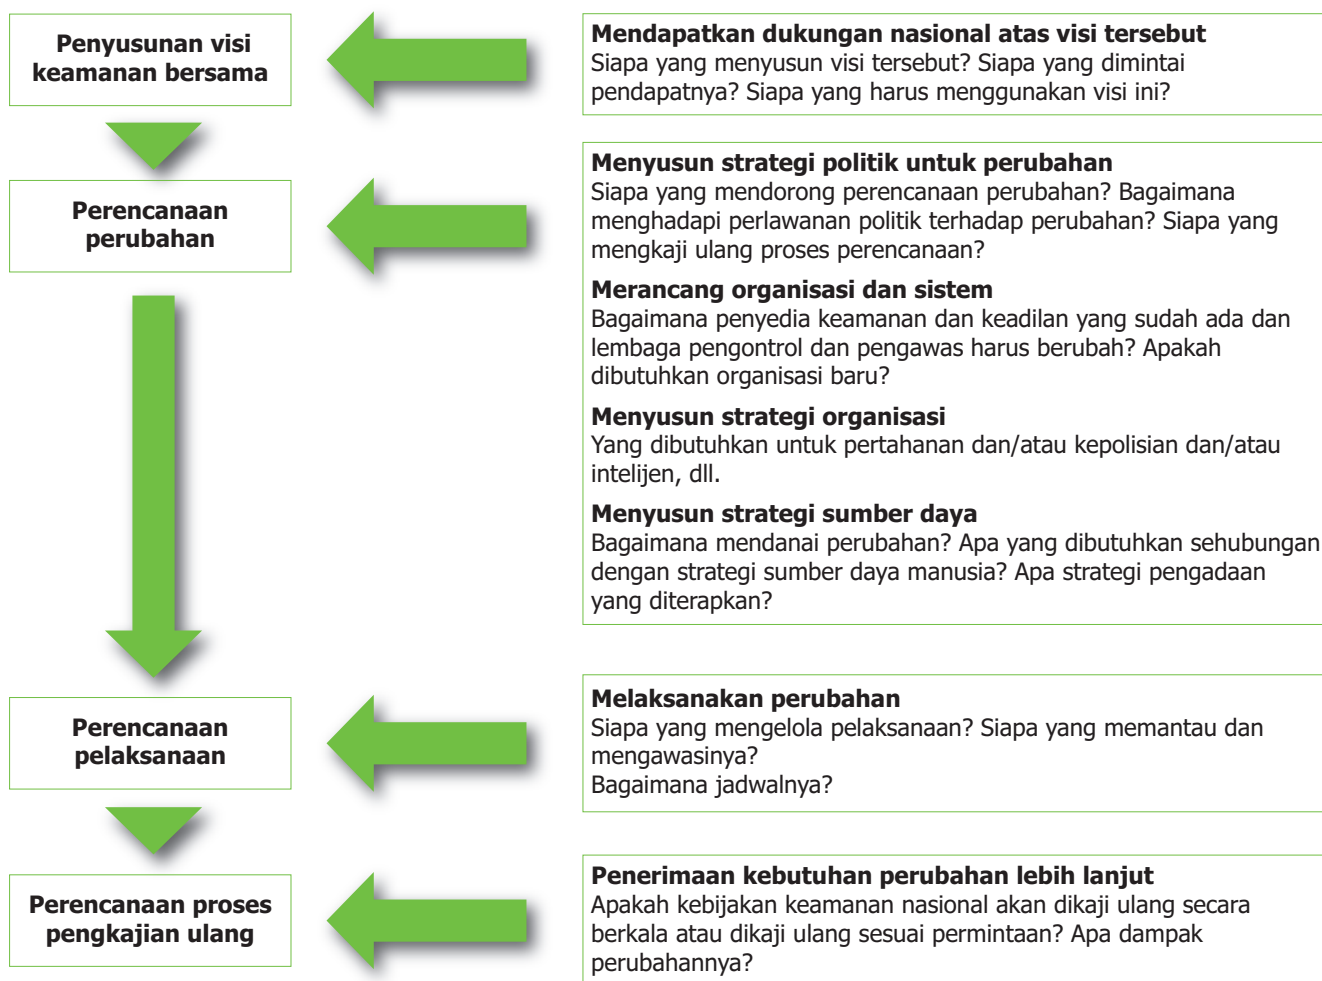 Penyusunan visi
keamanan bersama
Mendapatkan dukungan nasional atas visi tersebut
Siapa yang menyusun visi tersebut? Siapa yang dimintai
pendapatnya? Siapa yang harus menggunakan visi ini?
Perencanaan
perubahan
Menyusun strategi politik untuk perubahan
Siapa yang mendorong perencanaan perubahan? Bagaimana
menghadapi perlawanan politik terhadap perubahan? Siapa yang
mengkaji ulang proses perencanaan?
Merancang organisasi dan sistem
Bagaimana penyedia keamanan dan keadilan yang sudah ada dan
lembaga pengontrol dan pengawas harus berubah? Apakah
dibutuhkan organisasi baru?
Menyusun strategi organisasi
Yang dibutuhkan untuk pertahanan dan/atau kepolisian dan/atau
intelijen, dll.
Menyusun strategi sumber daya
Bagaimana mendanai perubahan? Apa yang dibutuhkan sehubungan
dengan strategi sumber daya manusia? Apa strategi pengadaan
yang diterapkan?
Perencanaan
pelaksanaan
Melaksanakan perubahan
Siapa yang mengelola pelaksanaan? Siapa yang memantau dan
mengawasinya?
Bagaimana jadwalnya?
Perencanaan proses
pengkajian ulang
Penerimaan kebutuhan perubahan lebih lanjut
Apakah kebijakan keamanan nasional akan dikaji ulang secara
berkala atau dikaji ulang sesuai permintaan? Apa dampak
perubahannya?